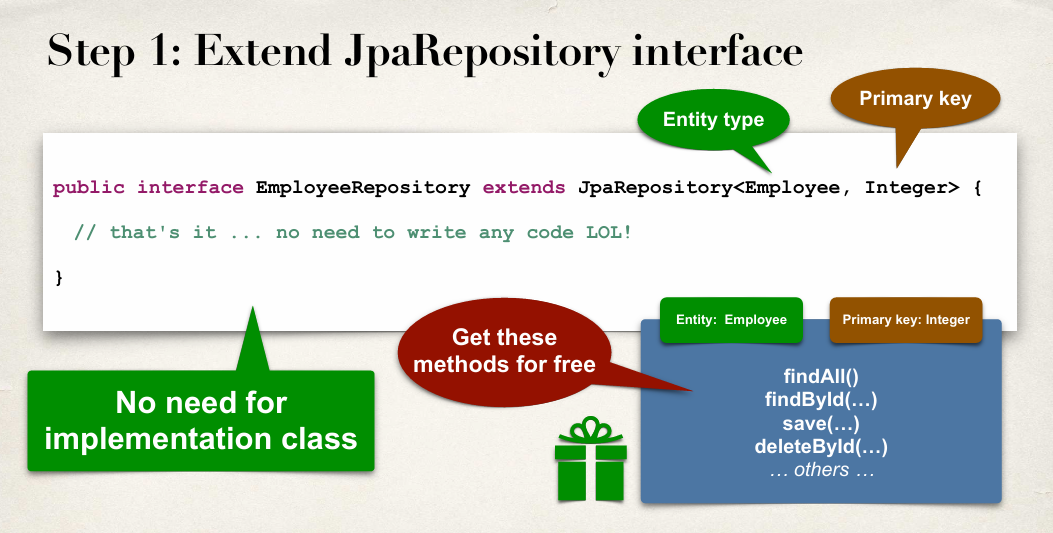 Step 1: Extend JpaRepository interface
Entity type
Primary key
public interface EmployeeRepository extends JpaRepository<Employee, Integer> {
// that's it ... no need to write any code LOL!
}
No need for
implementation class
Get these
methods for free
Entity: Employee
Primary key: Integer
findAll()
findById(…)
save(…)
deleteById(…)
… others …